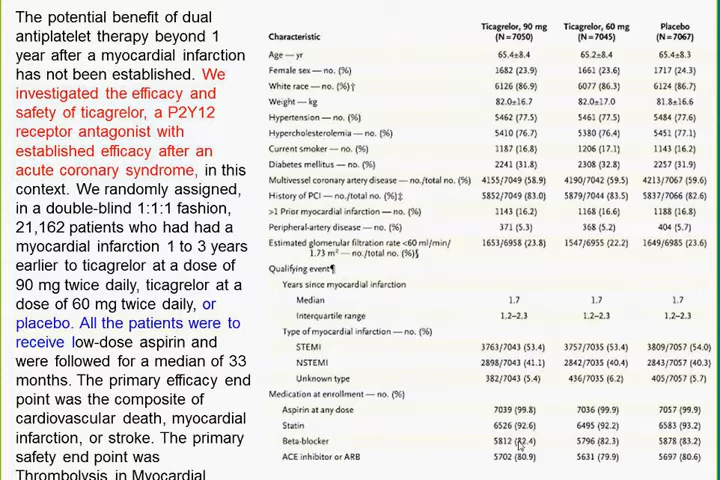 The potential benefit of dual
antiplatelet therapy beyond 1
year after a myocardial infarction
has not been established. We
investigated the efficacy and
safety of ticagrelor, a P2Y12
receptor antagonist with
established efficacy after an
acute coronary syndrome, in this
context. We randomly assigned,
in a double-blind 1:1:1 fashion,
21,162 patients who had had a
myocardial infarction 1 to 3 years
earlier to ticagrelor at a dose of
90 mg twice daily, ticagrelor at a
dose of 60 mg twice daily, or
placebo. All the patients were to
receive low-dose aspirin and
were followed for a median of 33
months. The primary efficacy end
point was the composite of
cardiovascular death, myocardial
infarction, or stroke. The primary
safety end point was
Thrombolysis in Myocardial
Characteristic Ticagrelor, 90 mg (N=7050) Ticagrelor, 60 mg (N=7045) Placebo (N=7067)
Age — yr 65.4±8.4 65.2±8.4 65.4±8.3
Female sex — no. (%) 1682 (23.9) 1661 (23.6) 1717 (24.3)
White race — no. (%)† 6126 (86.9) 6077 (86.3) 6124 (86.7)
Weight — kg 82.0±16.7 82.0±17.0 81.8±16.6
Hypertension — no. (%) 5462 (77.5) 5461 (77.5) 5484 (77.6)
Hypercholesterolemia — no. (%) 5410 (76.7) 5380 (76.4) 5451 (77.1)
Current smoker — no. (%) 1187 (16.8) 1206 (17.1) 1143 (16.2)
Diabetes mellitus — no. (%) 2241 (31.8) 2308 (32.8) 2257 (31.9)
Multivessel coronary artery disease — no./total no. (%) 4155/7049 (58.9) 4190/7042 (59.5) 4213/7067 (59.6)
History of PCI — no./total no. (%)‡ 5852/7049 (83.0) 5879/7044 (83.5) 5837/7066 (82.6)
>1 Prior myocardial infarction — no. (%) 1143 (16.2) 1168 (16.6) 1188 (16.8)
Peripheral-artery disease — no. (%) 371 (5.3) 368 (5.2) 404 (5.7)
Estimated glomerular filtration rate <60 ml/min/
1.73 m² — no./total no. (%)§ 1653/6958 (23.8) 1547/6955 (22.2) 1649/6985 (23.6)
Qualifying event¶
Years since myocardial infarction
Median 1.7 1.7 1.7
Interquartile range 1.2–2.3 1.2–2.3 1.2–2.3
Type of myocardial infarction — no. (%)
STEMI 3763/7043 (53.4) 3757/7035 (53.4) 3809/7057 (54.0)
NSTEMI 2898/7043 (41.1) 2842/7035 (40.4) 2843/7057 (40.3)
Unknown type 382/7043 (5.4) 436/7035 (6.2) 405/7057 (5.7)
Medication at enrollment — no. (%)
Aspirin at any dose 7039 (99.8) 7036 (99.9) 7057 (99.9)
Statin 6526 (92.6) 6495 (92.2) 6583 (93.2)
Beta-blocker 5812 (82.4) 5796 (82.3) 5878 (83.2)
ACE inhibitor or ARB 5702 (80.9) 5631 (79.9) 5697 (80.6)